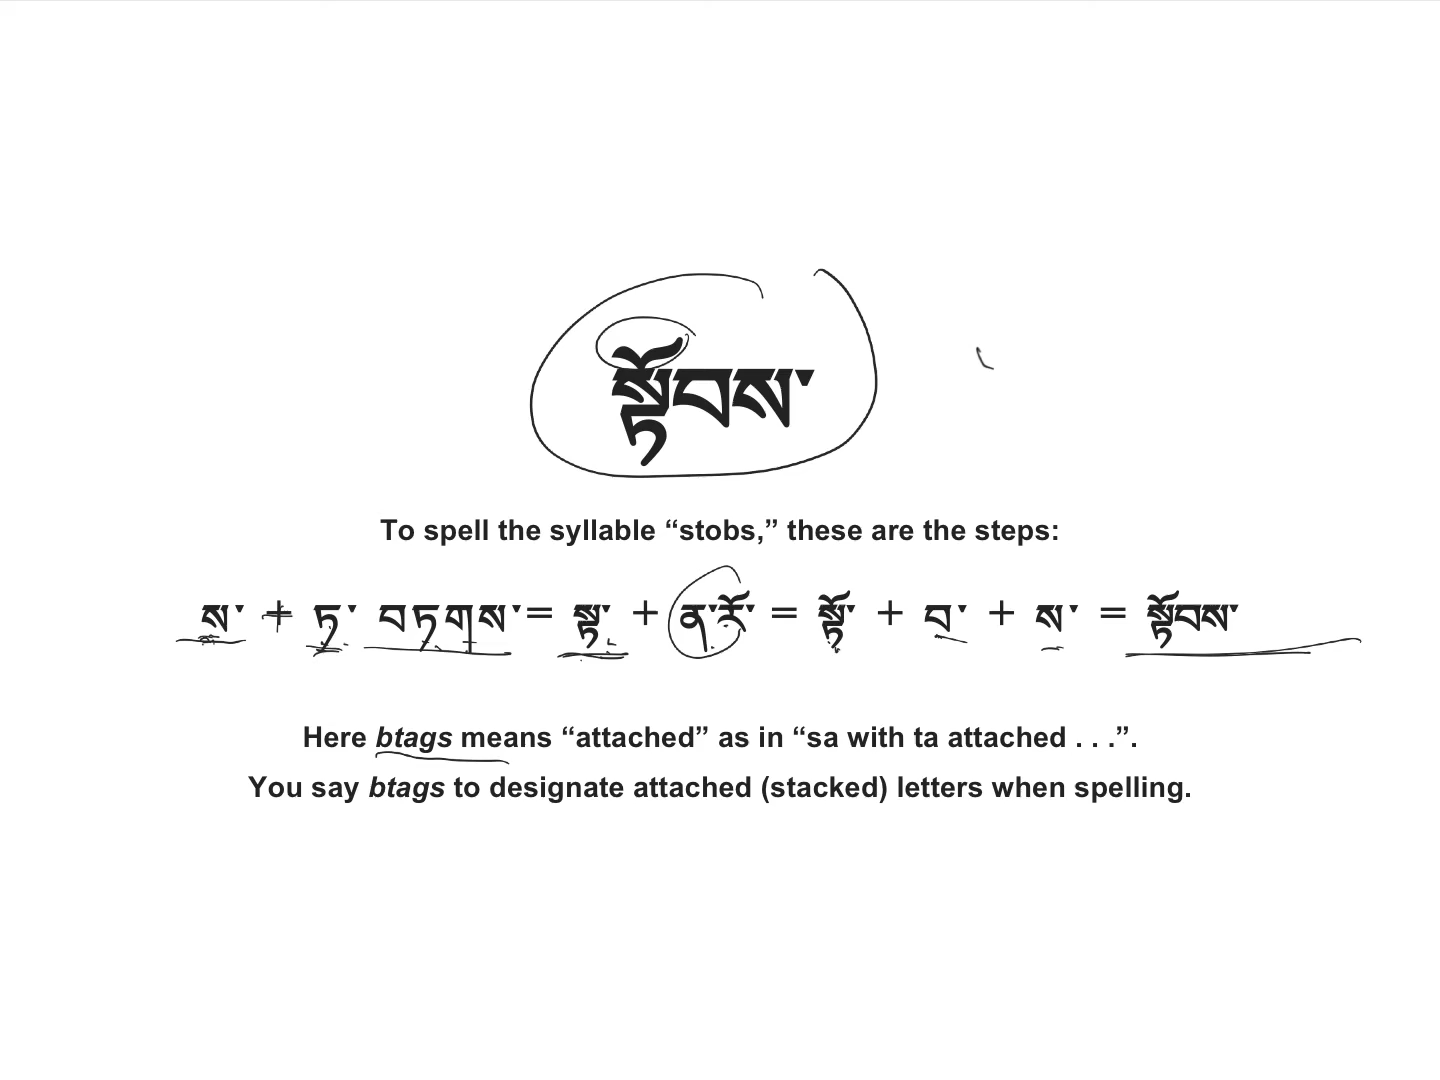 སྟོབས་
To spell the syllable “stobs,” these are the steps:
ས་ + ཏ་ བཏགས་= སྟ་ + ན་རོ་ = སྟོ་ + བ་ + ས་ = སྟོབས་
Here btags means “attached” as in “sa with ta attached . . .”.
You say btags to designate attached (stacked) letters when spelling.